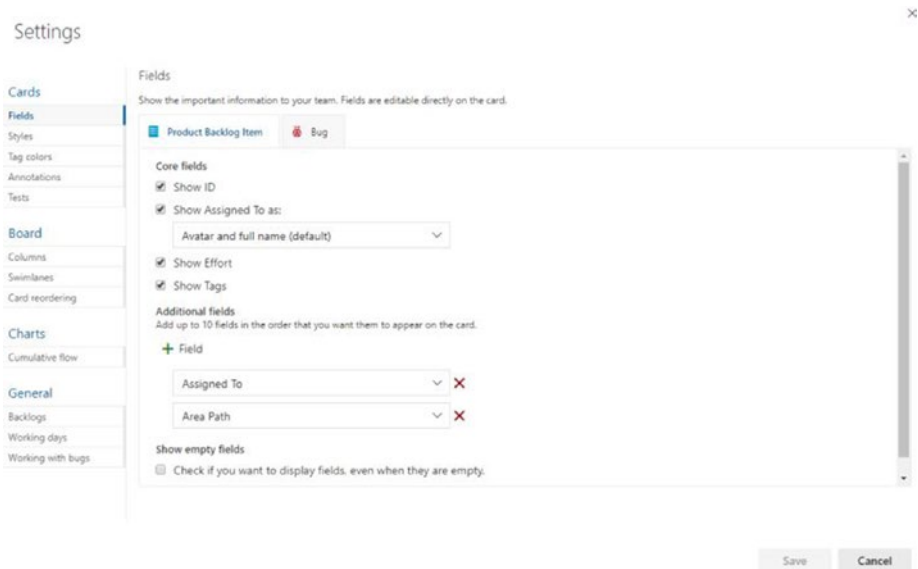 Settings
Cards
Fields
Styles
Tag colors
Annotations
Tests
Board
Columns
Swimlanes
Card reordering
Charts
Cumulative flow
General
Backlogs
Working days
Working with bugs
Fields
Show the important information to your team. Fields are editable directly on the card.
Product Backlog Item
Bug
Core fields
Show ID
Show Assigned To as:
Avatar and full name (default)
Show Effort
Show Tags
Additional fields
Add up to 10 fields in the order that you want them to appear on the card.
Field
Assigned To
Area Path
Show empty fields
Check if you want to display fields, even when they are empty.
Save
Cancel